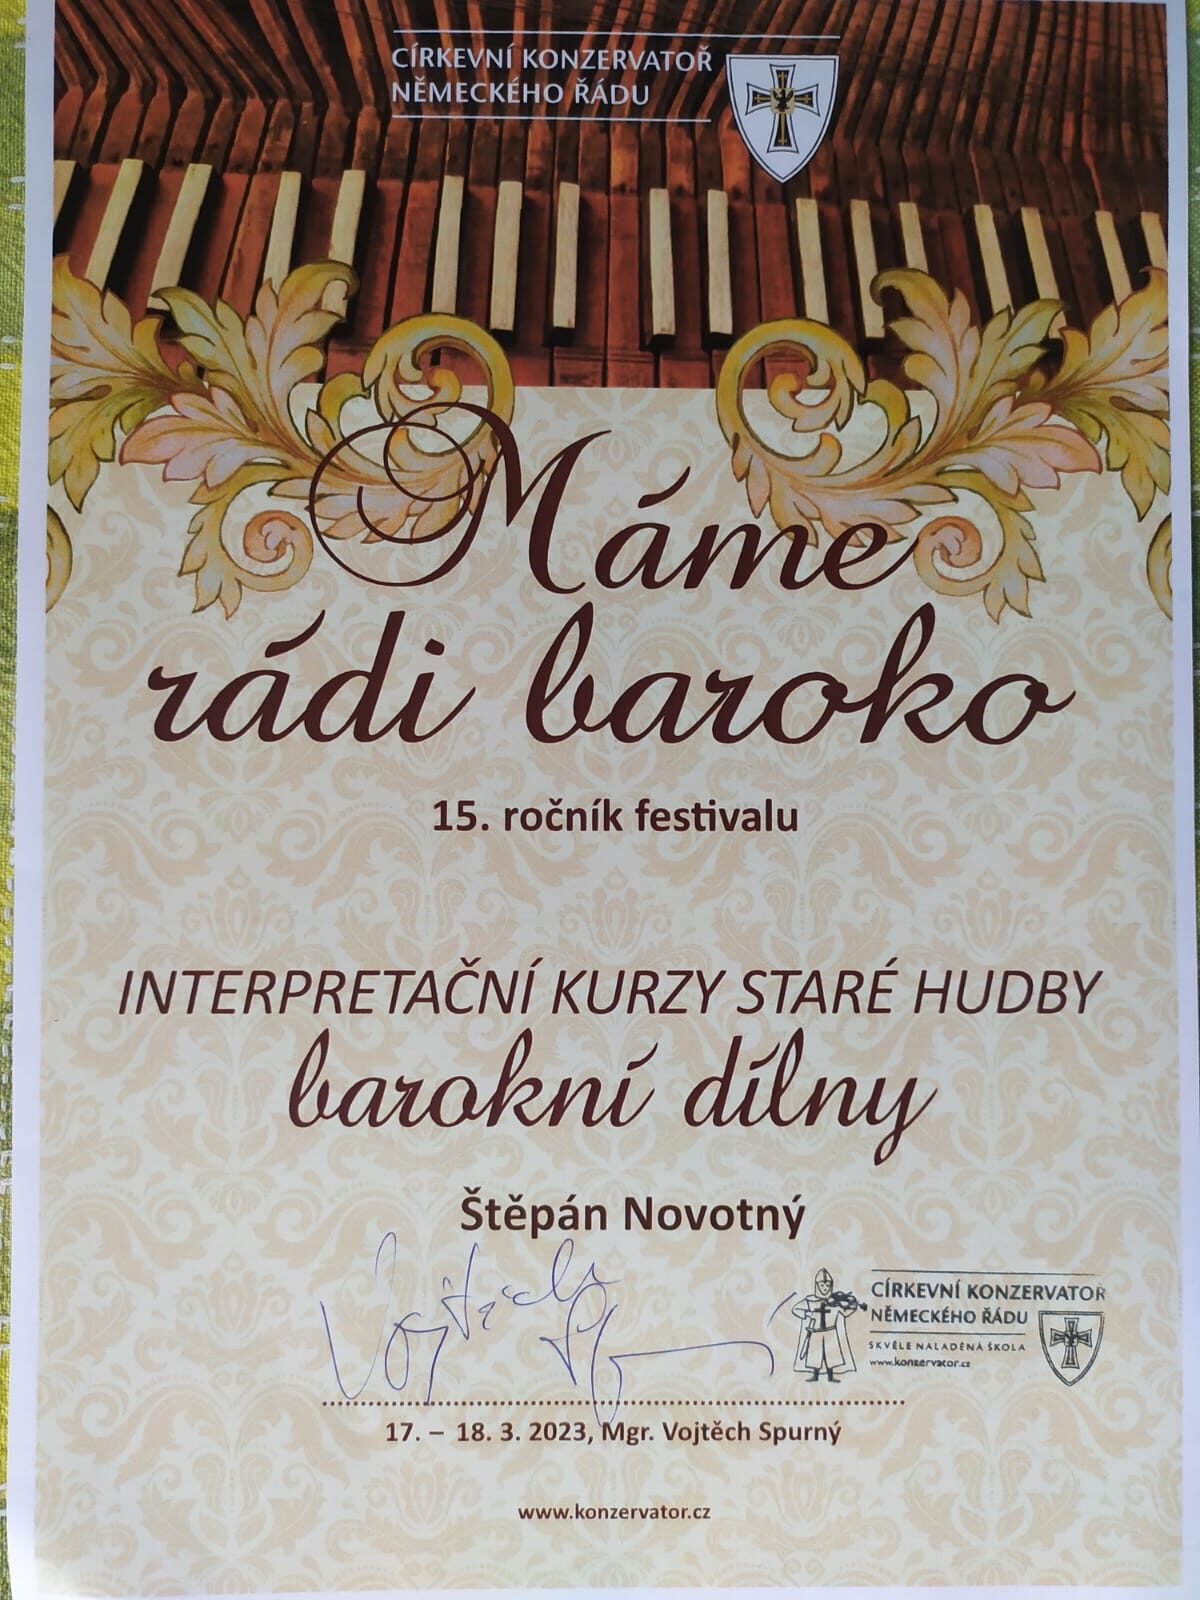 CÍRKEVNÍ KONZERVATOŘ
NĚMECKÉHO ŘÁDU
Máme
rádi baroko
15. ročník festivalu
INTERPRETAČNÍ KURZY STARÉ HUDBY
barokní dílny
Štěpán Novotný
Vojtěch Spurný
CÍRKEVNÍ KONZERVATOŘ
NĚMECKÉHO ŘÁDU
SKVĚLE NALADĚNÁ ŠKOLA
www.konzervator.cz
17. – 18. 3. 2023, Mgr. Vojtěch Spurný
www.konzervator.cz